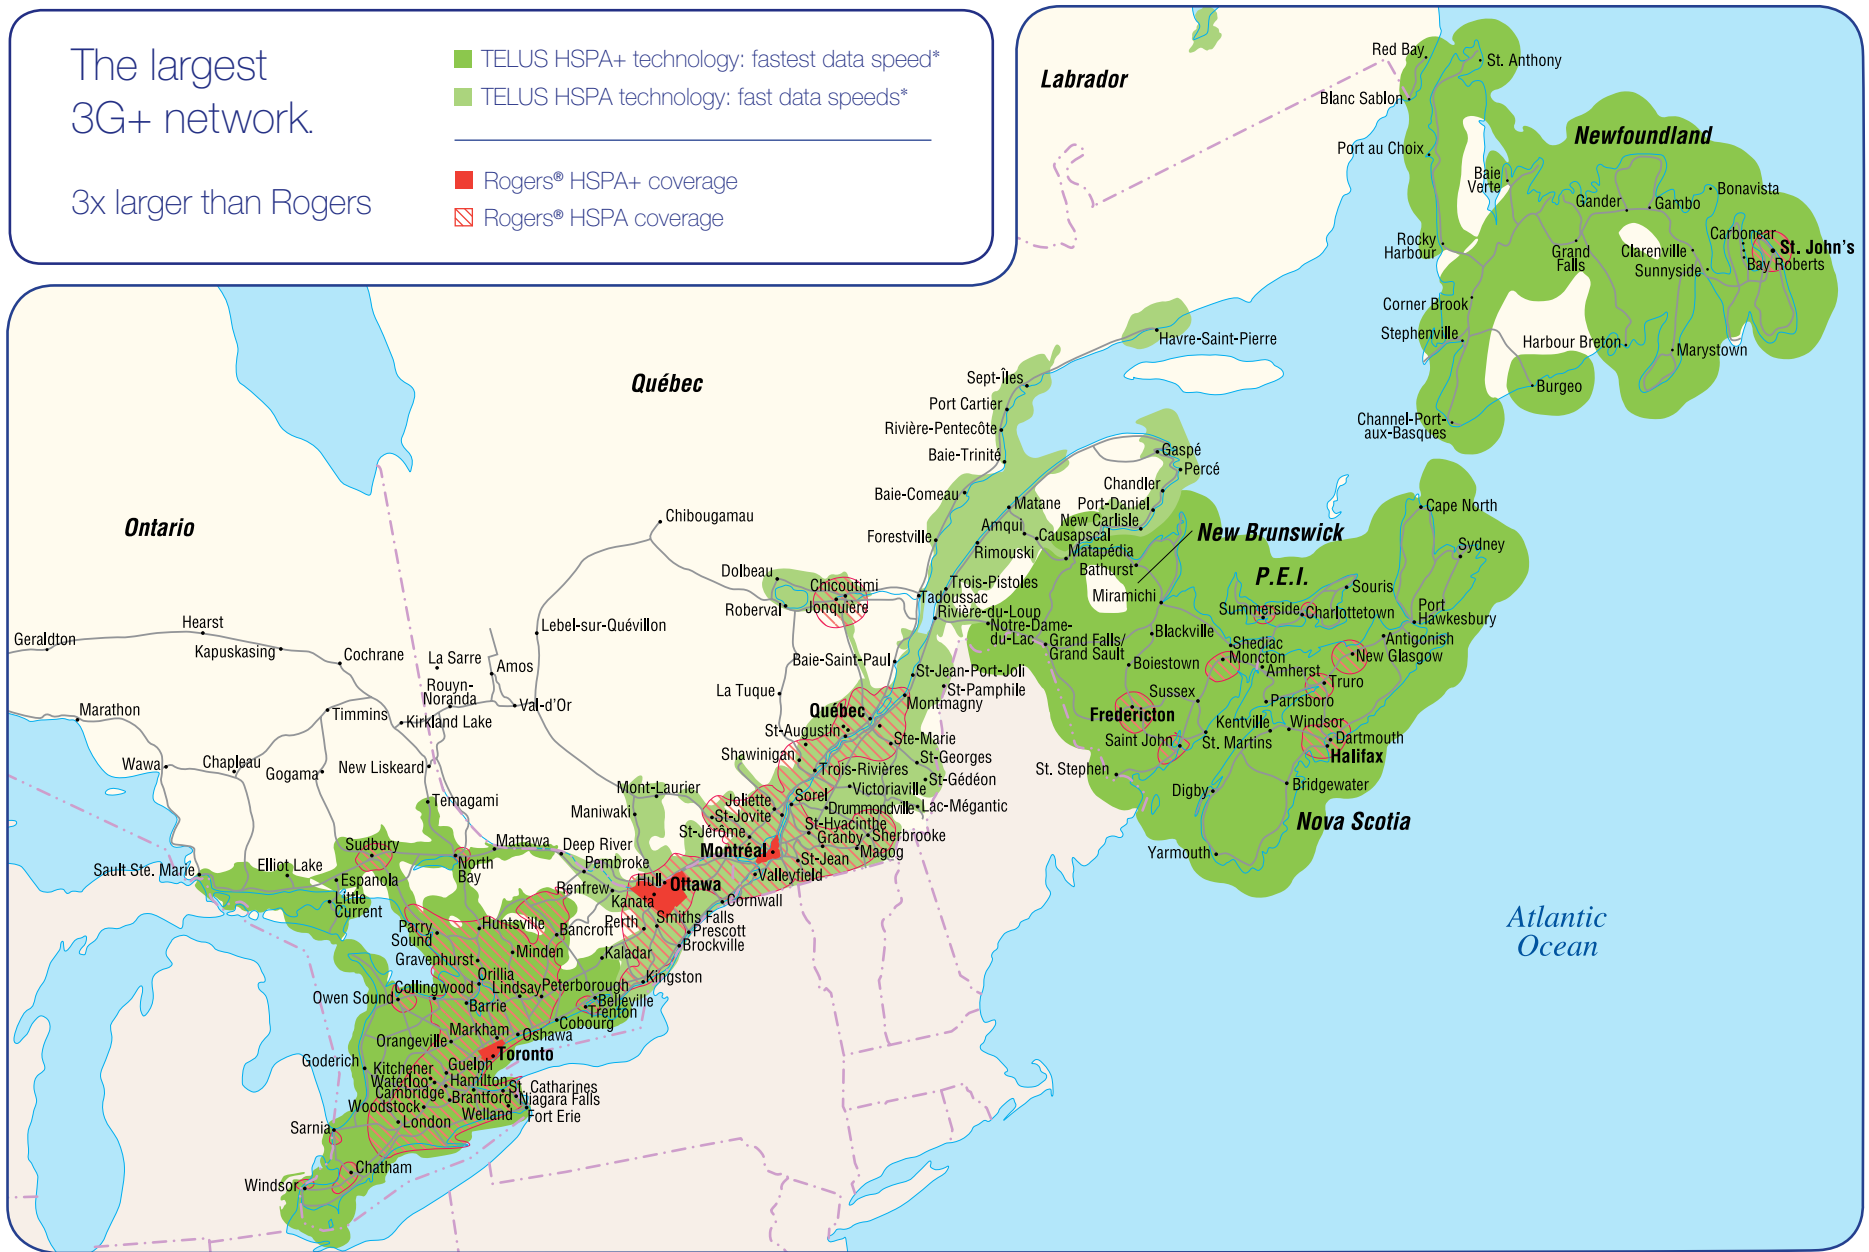 The largest
3G+ network.
3x larger than Rogers
TELUS HSPA+ technology: fastest data speed*
TELUS HSPA technology: fast data speeds*
Rogers® HSPA+ coverage
Rogers® HSPA coverage
Labrador
Red Bay
St. Anthony
Blanc Sablon
Newfoundland
Port au Choix
Baie
Verte
Bonavista
Gander
Gambo
Rocky
Harbour
Grand
Falls
Clarenville
Carbonear
St. John's
Sunnyside
Bay Roberts
Corner Brook
Stephenville
Harbour Breton
Marystown
Burgeo
Channel-Port-
aux-Basques
Québec
Havre-Saint-Pierre
Sept-Îles
Port Cartier
Rivière-Pentecôte
Baie-Trinité
Gaspé
Percé
Baie-Comeau
Chandler
Matane
Port-Daniel
New Carlisle
Amqui
Causapscal
Forestville
Rimouski
Matapédia
Bathurst
New Brunswick
Cape North
Sydney
Ontario
Chibougamau
Dolbeau
Chicoutimi
Roberval
Jonquière
Trois-Pistoles
Tadoussac
Rivière-du-Loup
Notre-Dame-
du-Lac
Miramichi
P.E.I.
Souris
Summerside
Charlottetown
Port
Hawkesbury
Grand Falls/
Grand Sault
Blackville
Antigonish
Shediac
Moncton
New Glasgow
Boiestown
Amherst
Truro
Sussex
Parrsboro
Fredericton
Kentville
Windsor
Saint John
St. Martins
Dartmouth
Halifax
St. Stephen
Digby
Bridgewater
Nova Scotia
Yarmouth
Atlantic
Ocean
Geraldton
Hearst
Kapuskasing
Cochrane
La Sarre
Amos
Lebel-sur-Quévillon
Rouyn-
Noranda
Val-d'Or
Baie-Saint-Paul
St-Jean-Port-Joli
La Tuque
St-Pamphile
Montmagny
Marathon
Timmins
Kirkland Lake
Québec
St-Augustin
Ste-Marie
Shawinigan
St-Georges
Wawa
Chapleau
Gogama
New Liskeard
Trois-Rivières
St-Gédéon
Mont-Laurier
Victoriaville
Temagami
Maniwaki
Joliette
Sorel
Drummondville
Lac-Mégantic
St-Jovite
St-Hyacinthe
St-Jérôme
Granby
Sherbrooke
Sudbury
Mattawa
Deep River
Montréal
Magog
St-Jean
Sault Ste. Marie
Elliot Lake
North
Bay
Pembroke
Valleyfield
Espanola
Renfrew
Hull
Ottawa
Little
Current
Kanata
Cornwall
Parry
Sound
Huntsville
Bancroft
Perth
Smiths Falls
Prescott
Brockville
Minden
Kaladar
Gravenhurst
Orillia
Kingston
Owen Sound
Collingwood
Lindsay
Peterborough
Barrie
Belleville
Trenton
Cobourg
Markham
Oshawa
Orangeville
Toronto
Goderich
Kitchener
Guelph
Waterloo
Hamilton
Cambridge
St. Catharines
Brantford
Niagara Falls
Woodstock
Welland
Fort Erie
London
Sarnia
Chatham
Windsor